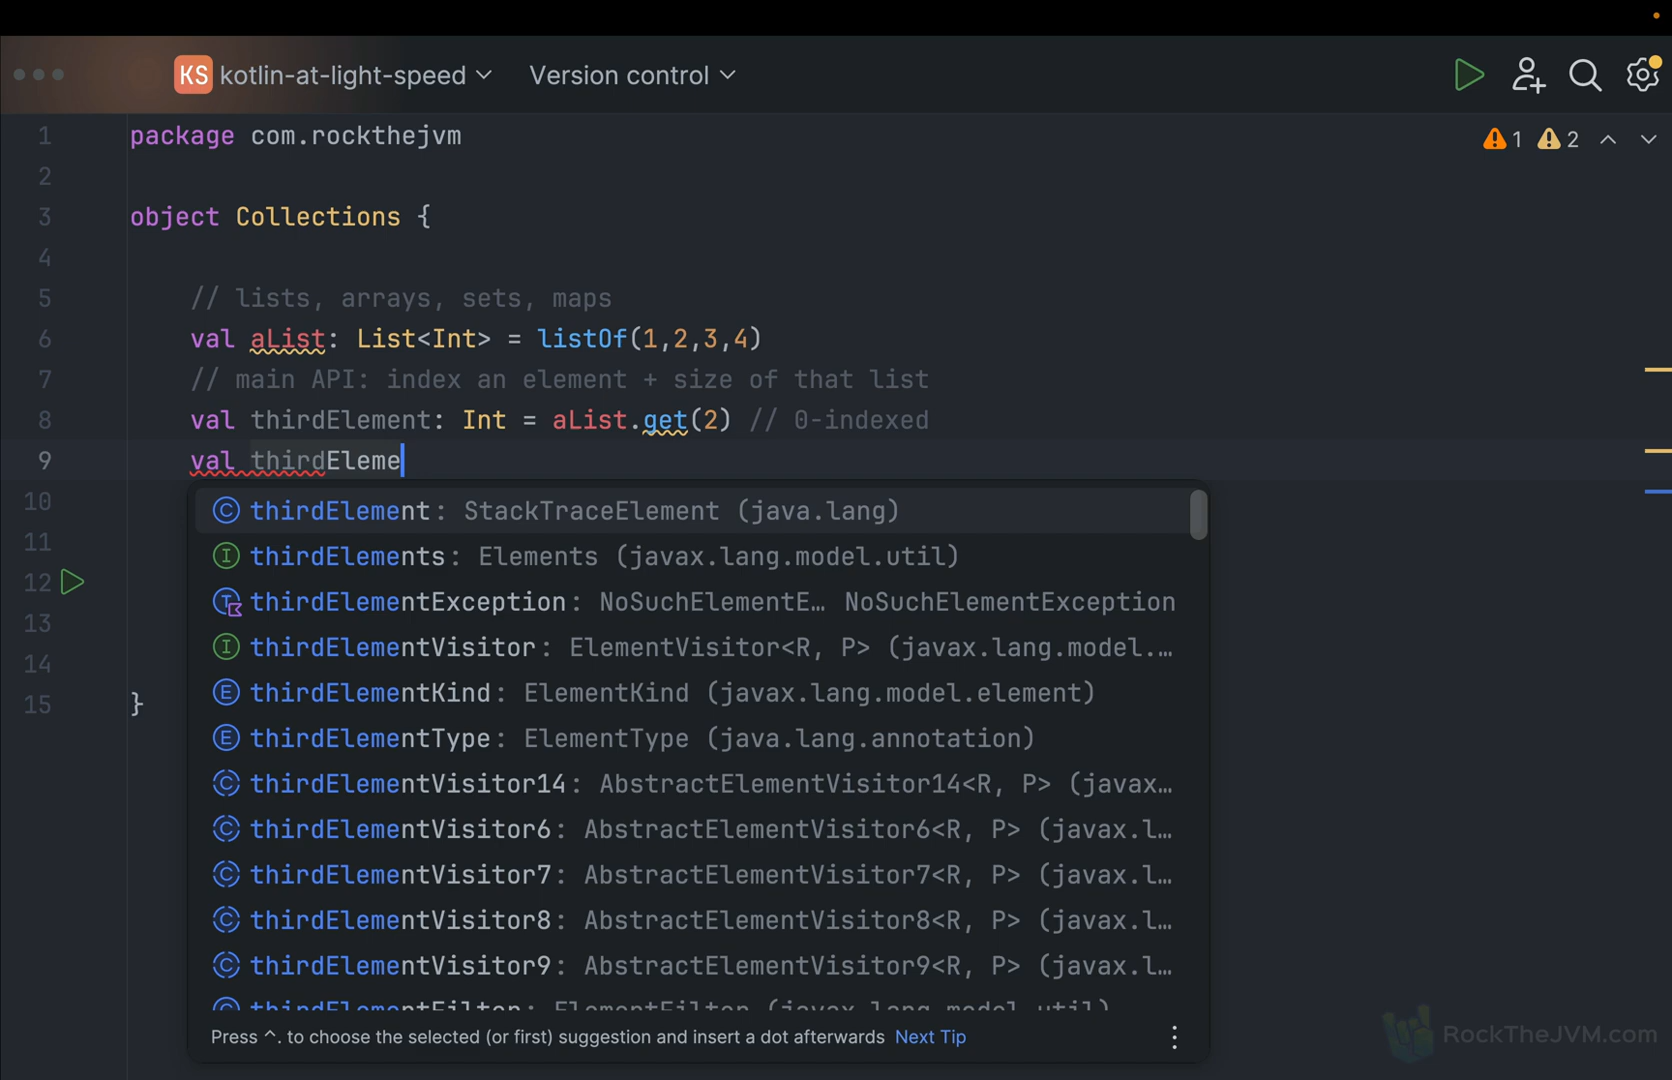 KS kotlin-at-light-speed Version control
1 package com.rockthejvm
1 2
2
3 object Collections {
4
5 // lists, arrays, sets, maps
6 val aList: List<Int> = listOf(1,2,3,4)
7 // main API: index an element + size of that list
8 val thirdElement: Int = aList.get(2) // 0-indexed
9 val thirdEleme
10
11
12
13
14
15 }
C thirdElement: StackTraceElement (java.lang)
I thirdElements: Elements (javax.lang.model.util)
T thirdElementException: NoSuchElementE… NoSuchElementException
I thirdElementVisitor: ElementVisitor<R, P> (javax.lang.model.…
E thirdElementKind: ElementKind (javax.lang.model.element)
E thirdElementType: ElementType (java.lang.annotation)
C thirdElementVisitor14: AbstractElementVisitor14<R, P> (javax…
C thirdElementVisitor6: AbstractElementVisitor6<R, P> (javax.l…
C thirdElementVisitor7: AbstractElementVisitor7<R, P> (javax.l…
C thirdElementVisitor8: AbstractElementVisitor8<R, P> (javax.l…
C thirdElementVisitor9: AbstractElementVisitor9<R, P> (javax.l…
C thirdElementFilter: ElementFilter (javax.lang.model.util)
Press ^. to choose the selected (or first) suggestion and insert a dot afterwards Next Tip
RockTheJVM.com